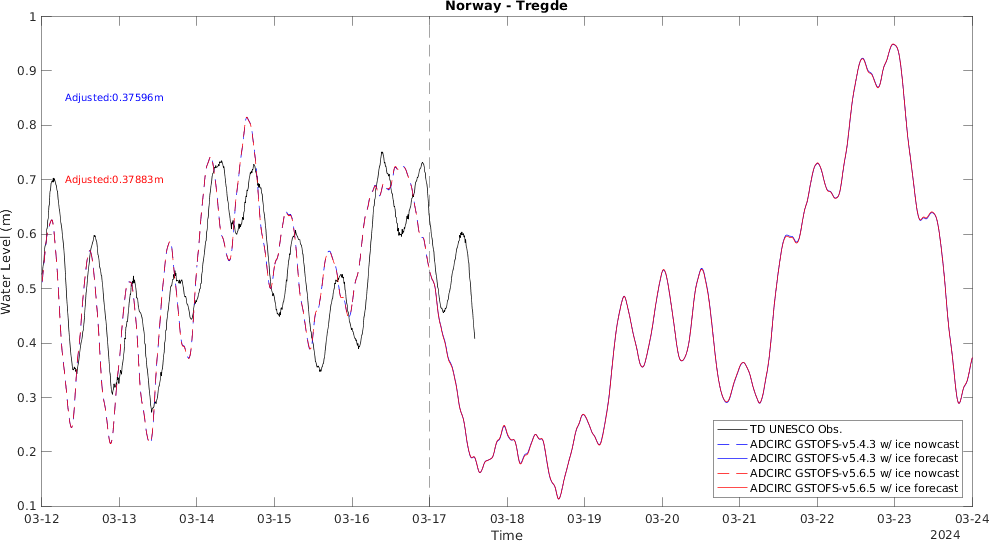 Norway - Tregde
1
0.9
0.8
0.7
0.6
0.5
0.4
0.3
0.2
0.1
Water Level (m)
Adjusted:0.37596m
Adjusted:0.37883m
TD UNESCO Obs.
ADCIRC GSTOFS-v5.4.3 w/ ice nowcast
ADCIRC GSTOFS-v5.4.3 w/ ice forecast
ADCIRC GSTOFS-v5.6.5 w/ ice nowcast
ADCIRC GSTOFS-v5.6.5 w/ ice forecast
03-12 03-13 03-14 03-15 03-16 03-17 03-18 03-19 03-20 03-21 03-22 03-23 03-24
Time
2024